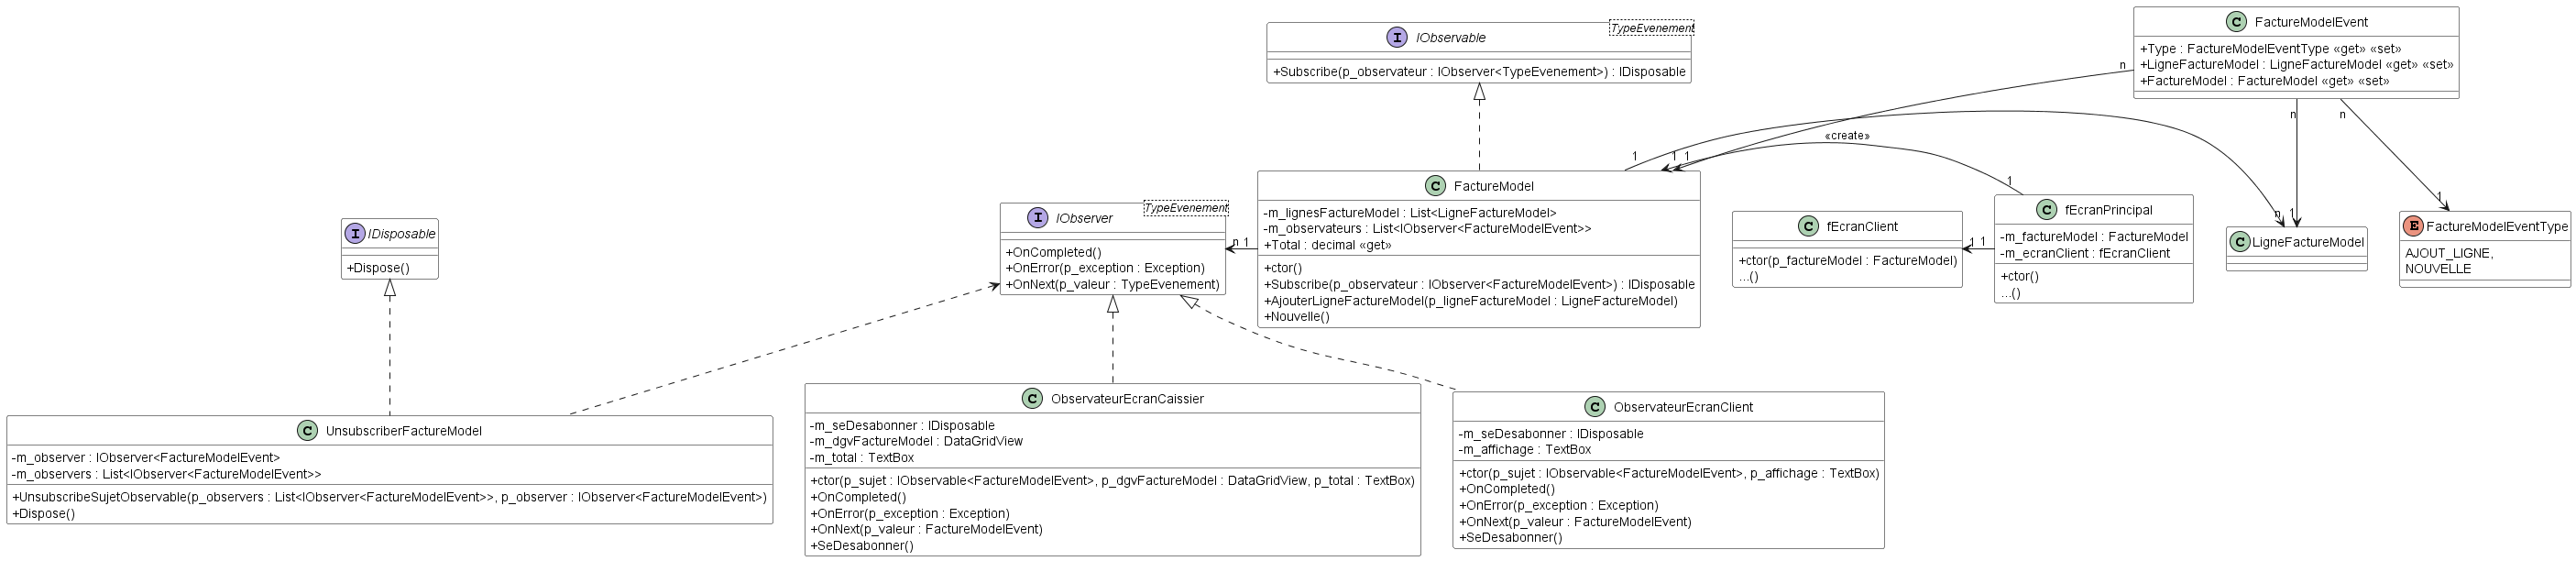 TypeEvenement
I IObservable
+Subscribe(p_observateur : IObserver<TypeEvenement>) : IDisposable
C FactureModelEvent
+Type : FactureModelEventType «get» «set»
+LigneFactureModel : LigneFactureModel «get» «set»
+FactureModel : FactureModel «get» «set»
n
n
n
«create»
1
1
1
1
1
1
n
C FactureModel
-m_lignesFactureModel : List<LigneFactureModel>
-m_observateurs : List<IObserver<FactureModelEvent>>
+Total : decimal «get»
+ctor()
+Subscribe(p_observateur : IObserver<FactureModelEvent>) : IDisposable
+AjouterLigneFactureModel(p_ligneFactureModel : LigneFactureModel)
+Nouvelle()
TypeEvenement
I IObserver
+OnCompleted()
+OnError(p_exception : Exception)
+OnNext(p_valeur : TypeEvenement)
n 1
I IDisposable
+Dispose()
C fEcranClient
+ctor(p_factureModel : FactureModel)
...()
1 1
C fEcranPrincipal
-m_factureModel : FactureModel
-m_ecranClient : fEcranClient
+ctor()
...()
C LigneFactureModel
E FactureModelEventType
AJOUT_LIGNE,
NOUVELLE
C UnsubscriberFactureModel
-m_observer : IObserver<FactureModelEvent>
-m_observers : List<IObserver<FactureModelEvent>>
+UnsubscribeSujetObservable(p_observers : List<IObserver<FactureModelEvent>>, p_observer : IObserver<FactureModelEvent>)
+Dispose()
C ObservateurEcranCaissier
-m_seDesabonner : IDisposable
-m_dgvFactureModel : DataGridView
-m_total : TextBox
+ctor(p_sujet : IObservable<FactureModelEvent>, p_dgvFactureModel : DataGridView, p_total : TextBox)
+OnCompleted()
+OnError(p_exception : Exception)
+OnNext(p_valeur : FactureModelEvent)
+SeDesabonner()
C ObservateurEcranClient
-m_seDesabonner : IDisposable
-m_affichage : TextBox
+ctor(p_sujet : IObservable<FactureModelEvent>, p_affichage : TextBox)
+OnCompleted()
+OnError(p_exception : Exception)
+OnNext(p_valeur : FactureModelEvent)
+SeDesabonner()